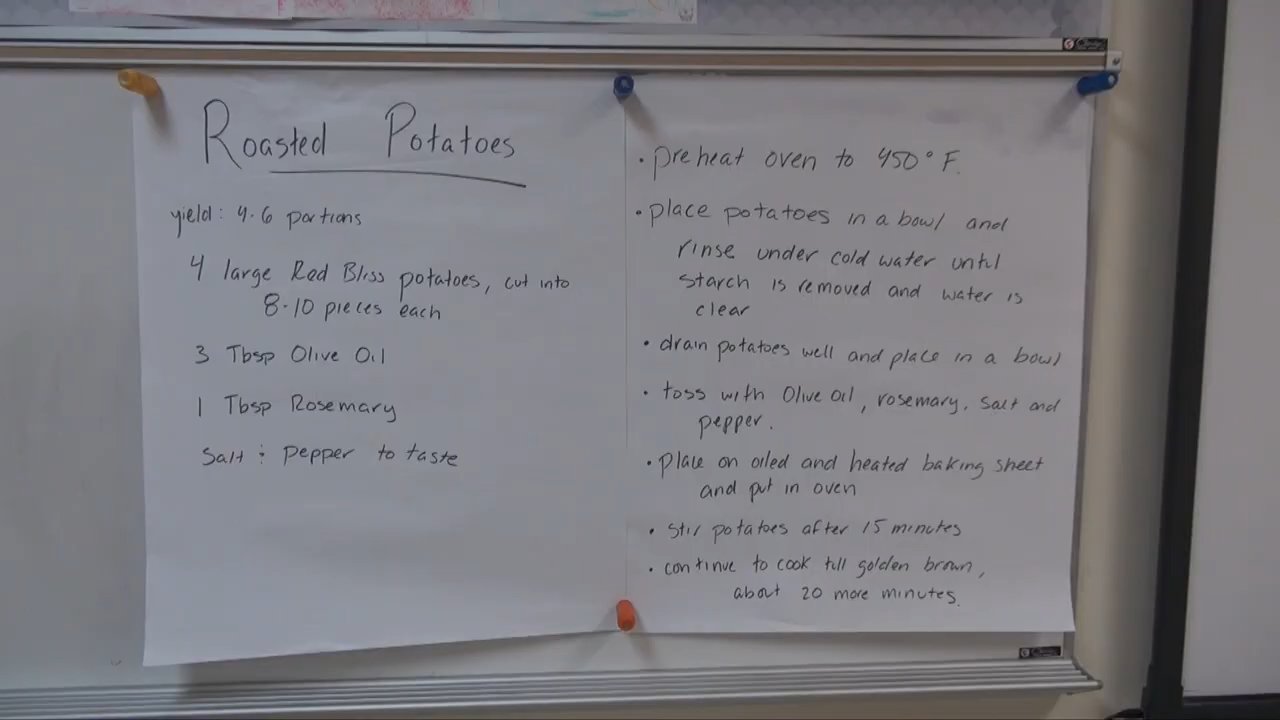 Roasted Potatoes
yield: 4-6 portions
4 large Red Bliss potatoes, cut into
8-10 pieces each
3 Tbsp Olive Oil
1 Tbsp Rosemary
Salt & pepper to taste
• preheat oven to 450° F.
• place potatoes in a bowl and
rinse under cold water until
starch is removed and water is
clear
• drain potatoes well and place in a bowl
• toss with Olive oil, rosemary, salt and
pepper.
• place on oiled and heated baking sheet
and put in oven
• stir potatoes after 15 minutes
• continue to cook till golden brown,
about 20 more minutes.